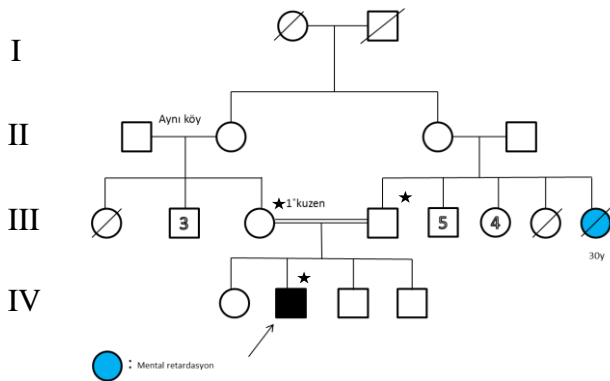 I
II
Aynı köy
III
1˚kuzen
3
5
4
30y
IV
: Mental retardasyon